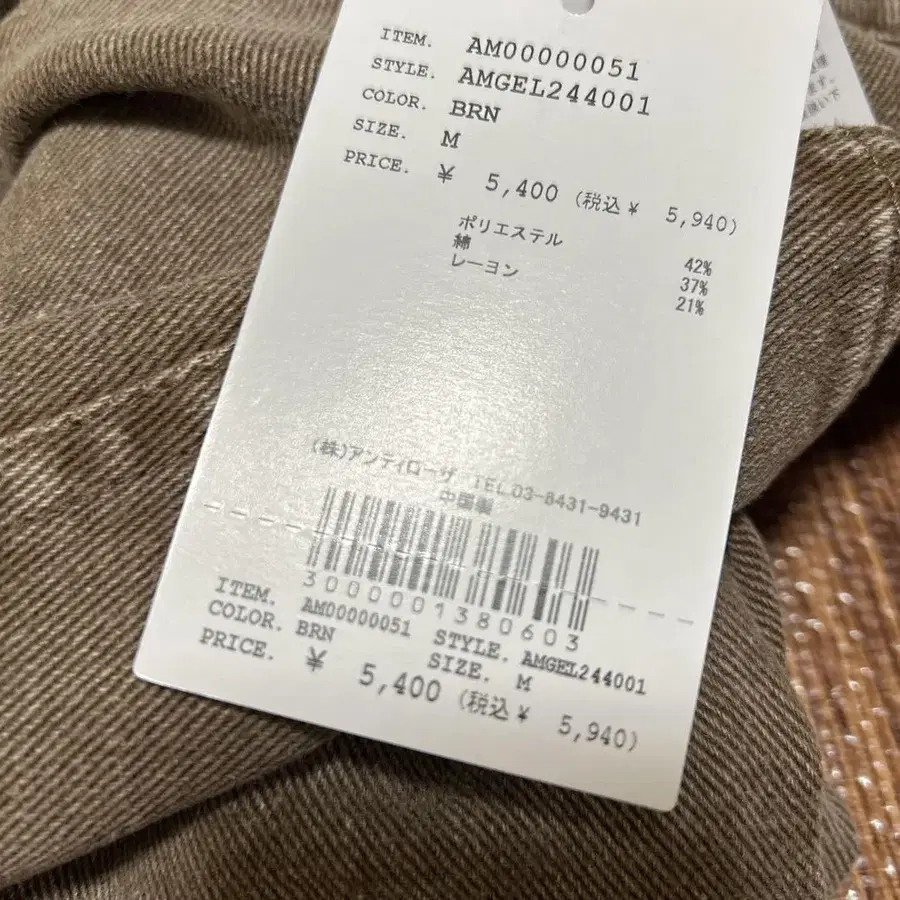 ITEM. AM00000051
STYLE. AMGEL244001
COLOR. BRN
SIZE. M
PRICE. ¥ 5,400 (税込¥ 5,940)
ポリエステル 42%
綿 37%
レーヨン 21%
(株)アンティローザ TEL.03-8431-9431
中国製
3000001380603
ITEM. AM00000051 STYLE. AMGEL244001
COLOR. BRN SIZE. M
PRICE. ¥ 5,400 (税込¥ 5,940)